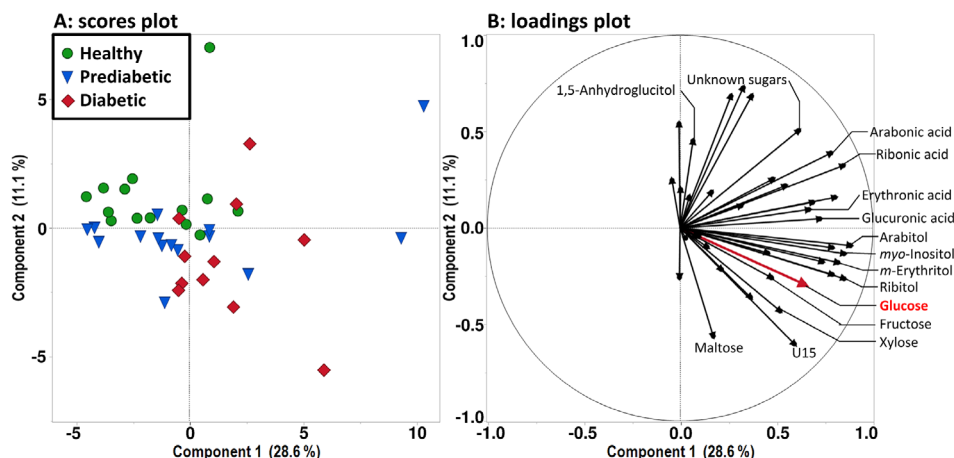 A: scores plot
Healthy
Prediabetic
Diabetic
5
0
-5
Component 2 (11.1 %)
-5
0
5
10
Component 1 (28.6 %)
B: loadings plot
1.0
0.5
0.0
-0.5
-1.0
Component 2 (11.1 %)
1,5-Anhydroglucitol
Unknown sugars
Arabonic acid
Ribonic acid
Erythronic acid
Glucuronic acid
Arabitol
myo-Inositol
m-Erythritol
Ribitol
Glucose
Fructose
Xylose
Maltose
U15
-1.0
-0.5
0.0
0.5
1.0
Component 1 (28.6 %)